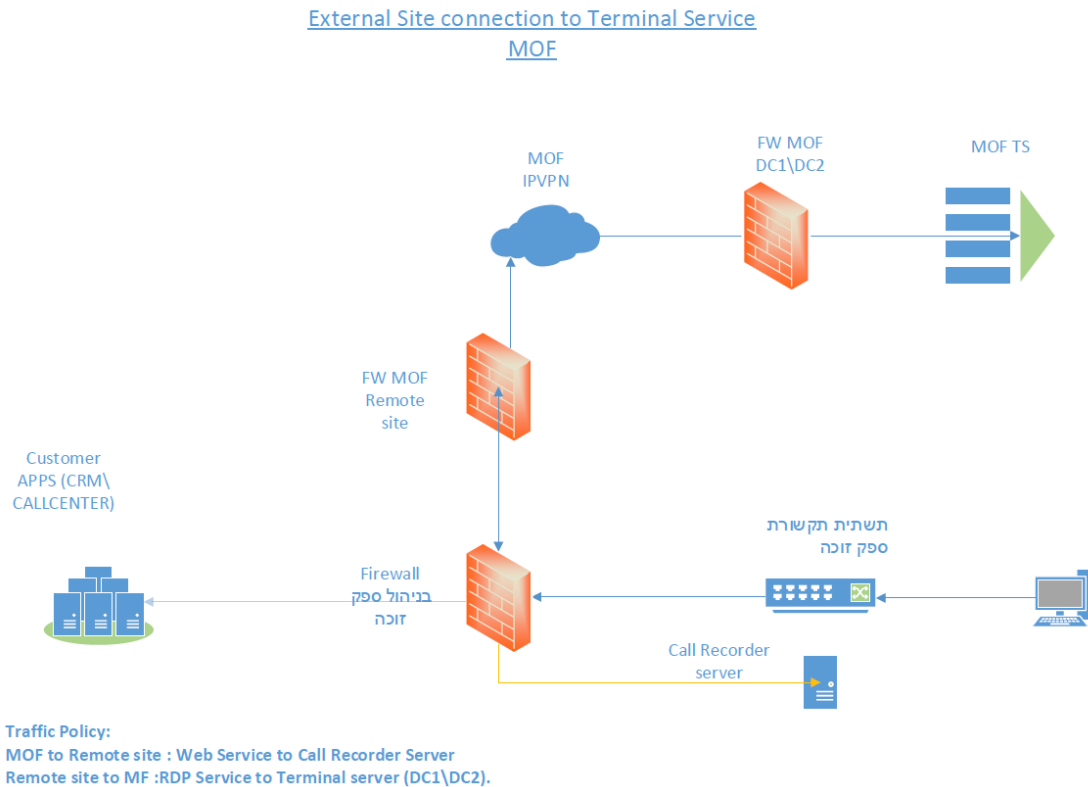 External Site connection to Terminal Service
MOF
MOF
IPVPN
FW MOF
DC1\DC2
MOF TS
FW MOF
Remote
site
Customer
APPS (CRM\
CALLCENTER)
תשתית תקשורת
ספק זוכה
Firewall
בניהול ספק
זוכה
Call Recorder
server
Traffic Policy:
MOF to Remote site : Web Service to Call Recorder Server
Remote site to MF :RDP Service to Terminal server (DC1\DC2).